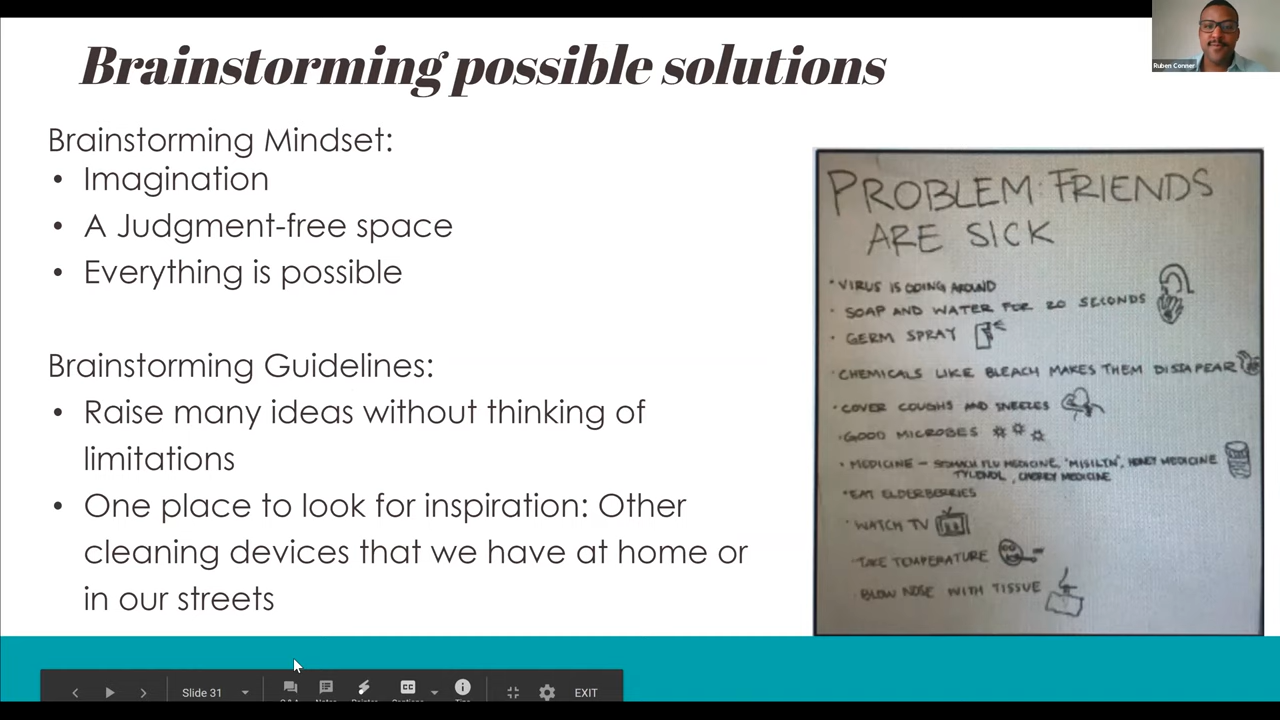 Brainstorming possible solutions
Ruben Conner
Brainstorming Mindset:
• Imagination
• A Judgment-free space
• Everything is possible
Brainstorming Guidelines:
• Raise many ideas without thinking of
limitations
• One place to look for inspiration: Other
cleaning devices that we have at home or
in our streets
PROBLEM: FRIENDS
ARE SICK
• VIRUS IS GOING AROUND
• SOAP AND WATER FOR 20 SECONDS
• GERM SPRAY
• CHEMICALS LIKE BLEACH MAKES THEM DISSAPEAR
• COVER COUGHS AND SNEEZES
• GOOD MICROBES
• MEDICINE – STOMACH FLU MEDICINE, "MISILIN", HONEY MEDICINE
TYLENOL, CHERRY MEDICINE
• EAT ELDERBERRIES
• WATCH TV
• TAKE TEMPERATURE
• BLOW NOSE WITH TISSUE
Slide 31
EXIT